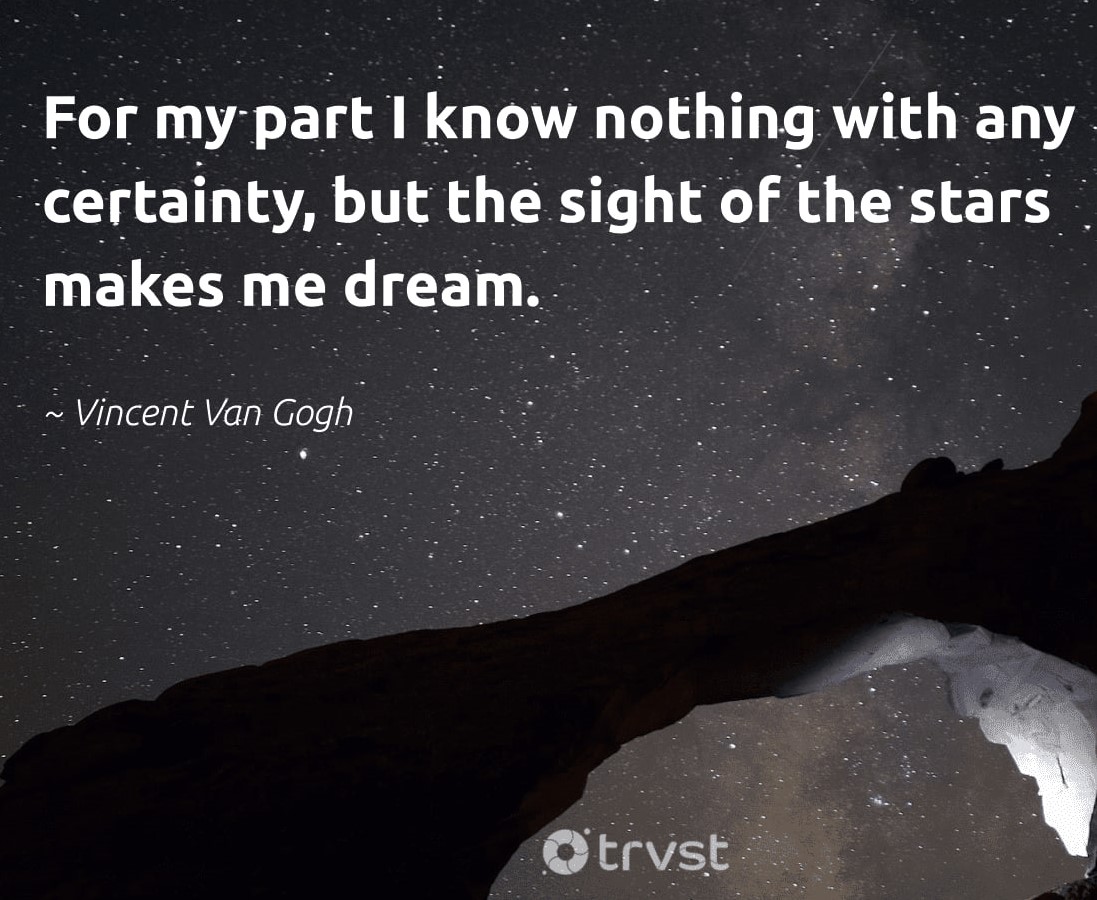 For my part I know nothing with any
certainty, but the sight of the stars
makes me dream.
~ Vincent Van Gogh
trvst